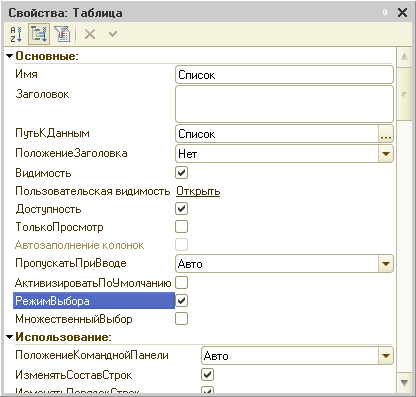 Свойства: Таблица
Основные:
Имя Список
Заголовок
ПутьКДанным Список ...
ПоложениеЗаголовка Нет
Видимость
Пользовательская видимость Открыть
Доступность
ТолькоПросмотр
Автозаполнение колонок
ПропускатьПриВводе Авто
АктивизироватьПоУмолчанию
РежимВыбора
МножественныйВыбор
Использование:
ПоложениеКоманднойПанели Авто
ИзменятьСоставСтрок
ИзменятьПорядокСтрок